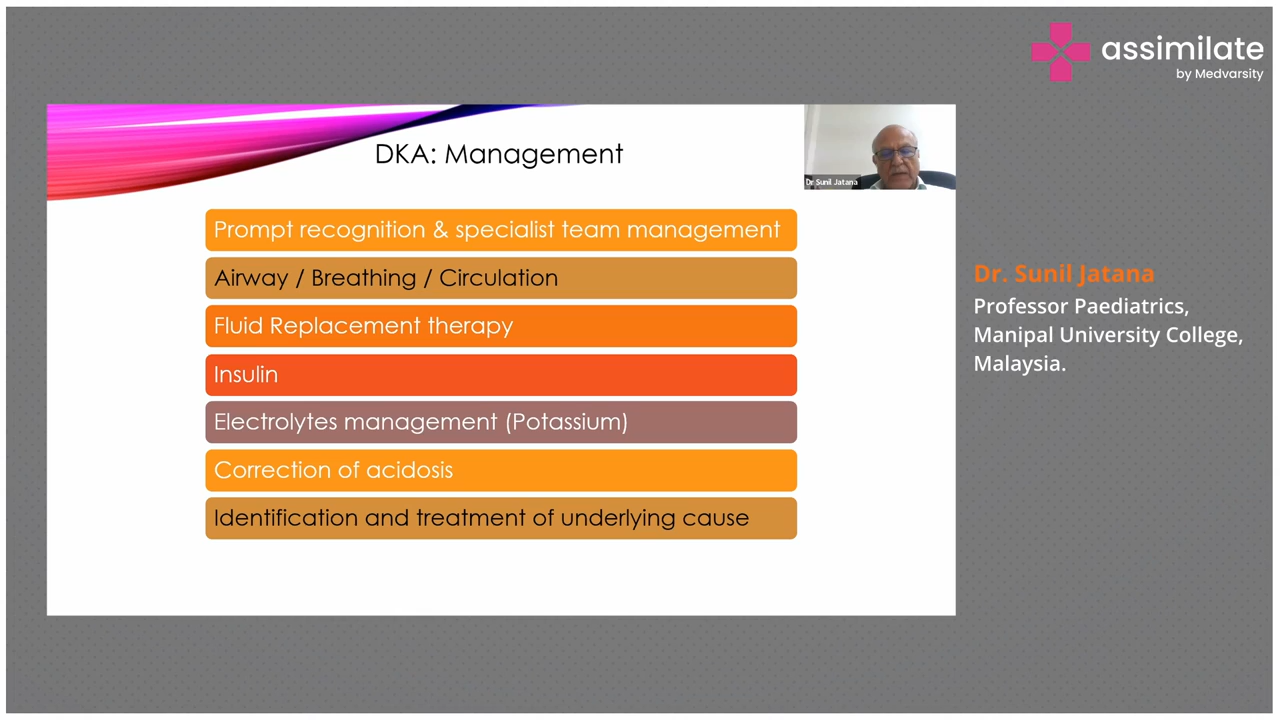 assimilate
by Medvarsity
DKA: Management
Dr Sunil Jatana
Prompt recognition & specialist team management
Airway / Breathing / Circulation
Fluid Replacement therapy
Insulin
Electrolytes management (Potassium)
Correction of acidosis
Identification and treatment of underlying cause
Dr. Sunil Jatana
Professor Paediatrics,
Manipal University College,
Malaysia.